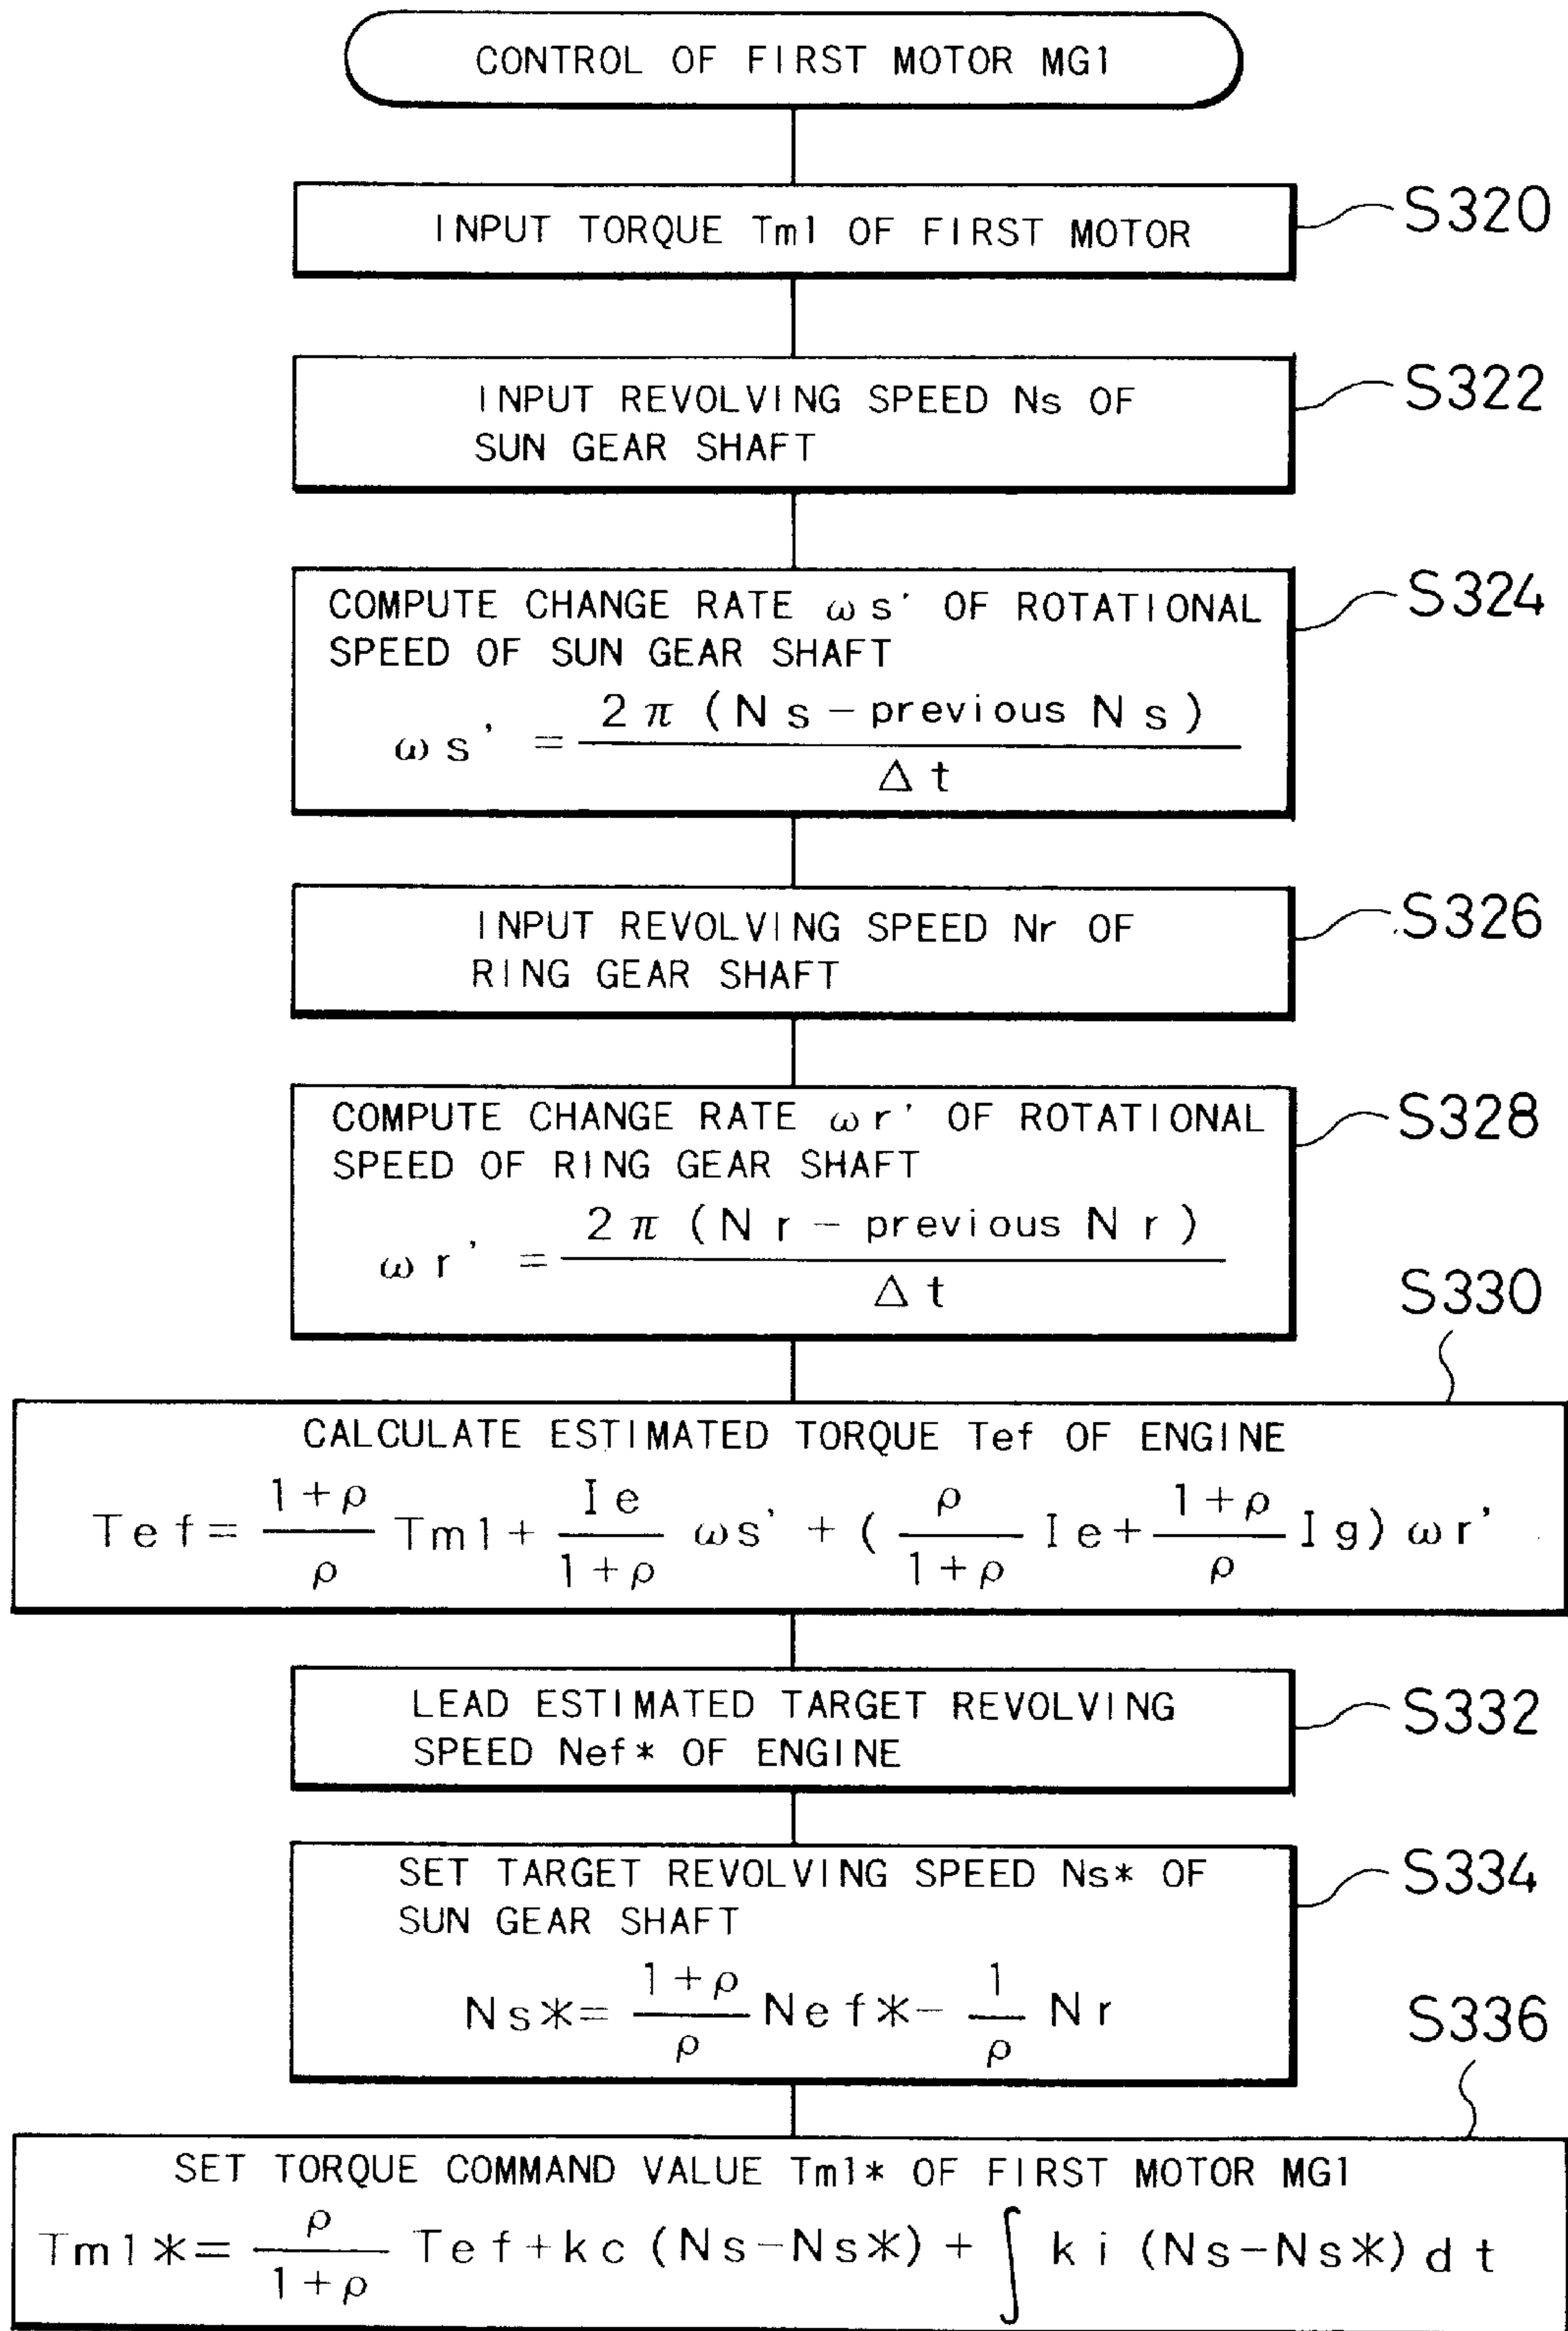 CONTROL OF FIRST MOTOR MG1
INPUT TORQUE Tm1 OF FIRST MOTOR
S320
INPUT REVOLVING SPEED Ns OF
SUN GEAR SHAFT
S322
COMPUTE CHANGE RATE ωs' OF ROTATIONAL
SPEED OF SUN GEAR SHAFT
ωs' = 2π (Ns − previous Ns) / Δt
S324
INPUT REVOLVING SPEED Nr OF
RING GEAR SHAFT
S326
COMPUTE CHANGE RATE ωr' OF ROTATIONAL
SPEED OF RING GEAR SHAFT
ωr' = 2π (Nr − previous Nr) / Δt
S328
S330
CALCULATE ESTIMATED TORQUE Tef OF ENGINE
Tef = (1+ρ)/ρ Tm1 + Ie/(1+ρ) ωs' + (ρ/(1+ρ) Ie + (1+ρ)/ρ Ig) ωr'
LEAD ESTIMATED TARGET REVOLVING
SPEED Nef* OF ENGINE
S332
SET TARGET REVOLVING SPEED Ns* OF
SUN GEAR SHAFT
Ns* = (1+ρ)/ρ Nef* − 1/ρ Nr
S334
S336
SET TORQUE COMMAND VALUE Tm1* OF FIRST MOTOR MG1
Tm1* = ρ/(1+ρ) Tef + kc (Ns−Ns*) + ∫ ki (Ns−Ns*) dt